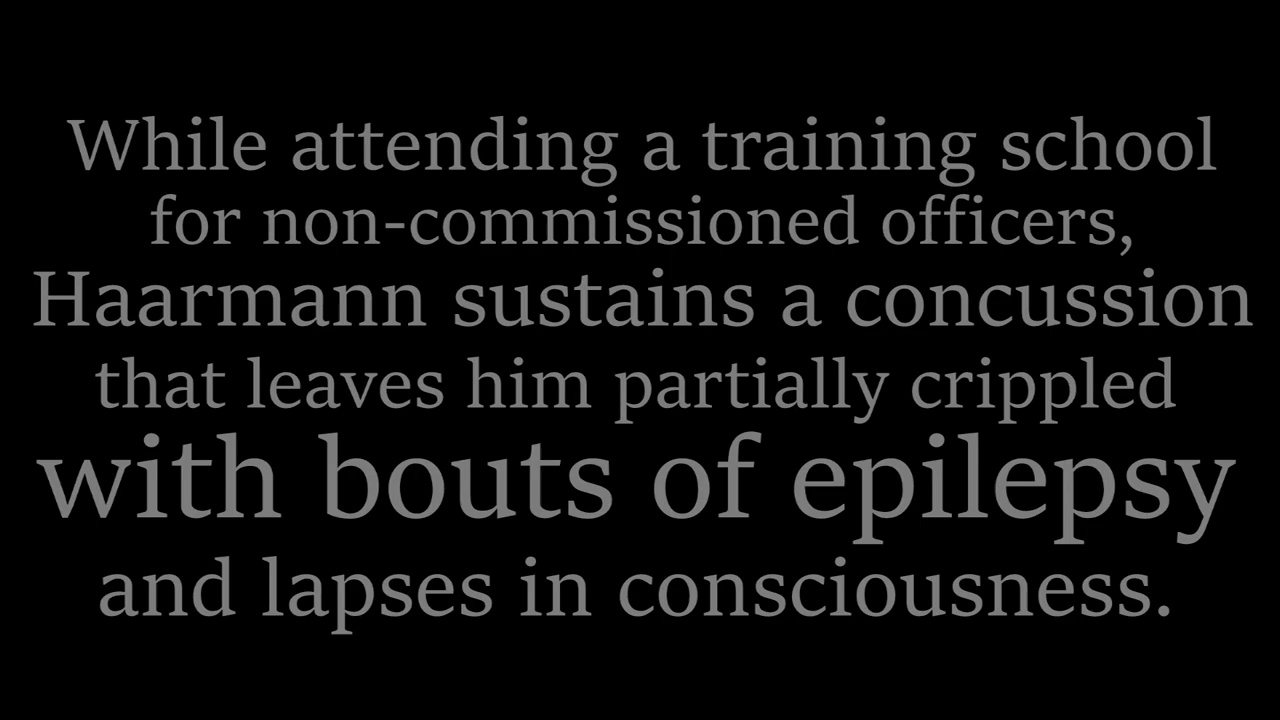 While attending a training school
for non-commissioned officers,
Haarmann sustains a concussion
that leaves him partially crippled
with bouts of epilepsy
and lapses in consciousness.